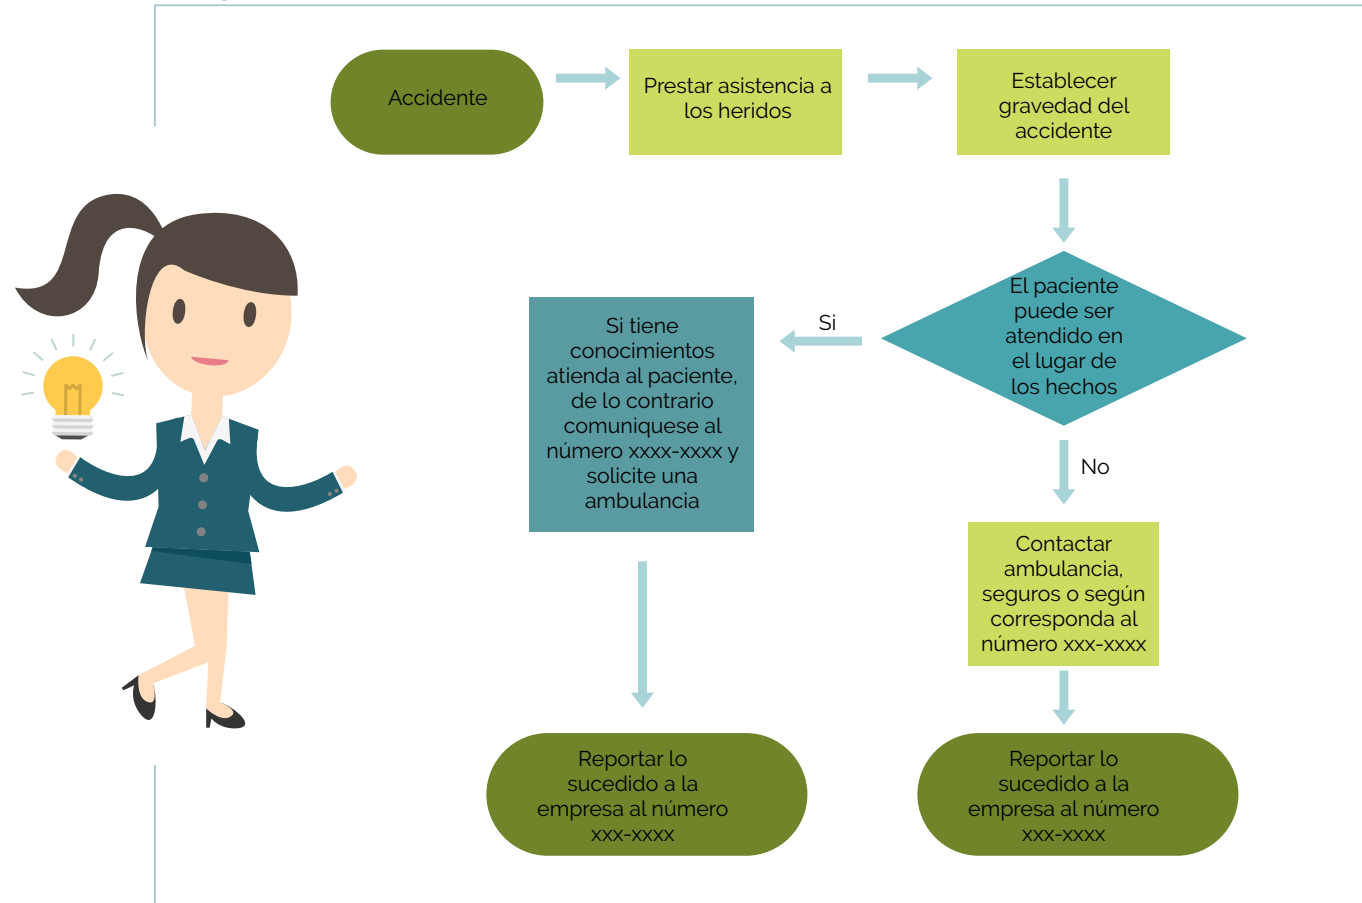 Accidente
Prestar asistencia a
los heridos
Establecer
gravedad del
accidente
El paciente
puede ser
atendido en
el lugar de
los hechos
Si
Si tiene
conocimientos
atienda al paciente,
de lo contrario
comuniquese al
número xxxx-xxxx y
solicite una
ambulancia
No
Contactar
ambulancia,
seguros o según
corresponda al
número xxx-xxxx
Reportar lo
sucedido a la
empresa al número
xxx-xxxx
Reportar lo
sucedido a la
empresa al número
xxx-xxxx